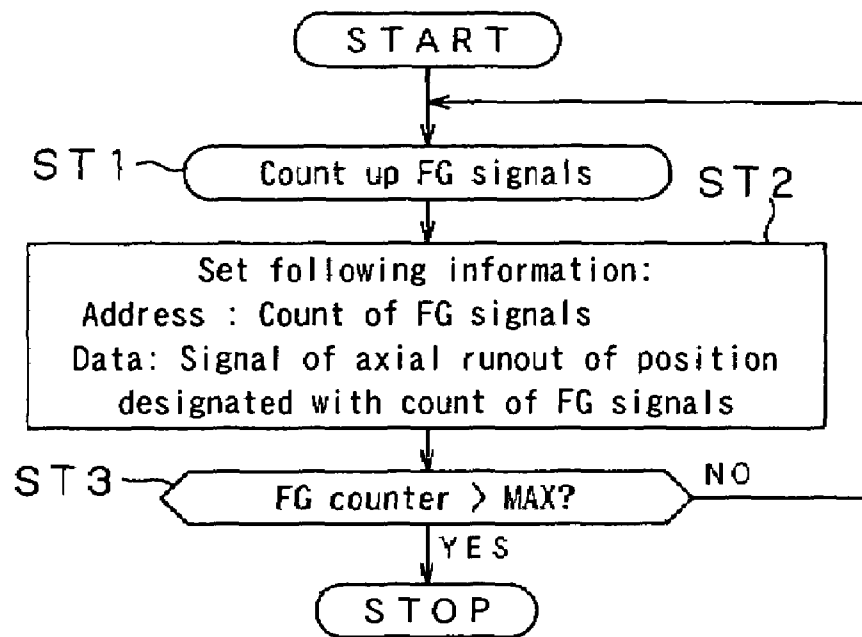 START
ST1
Count up FG signals
ST2
Set following information:
Address : Count of FG signals
Data: Signal of axial runout of position
designated with count of FG signals
ST3
FG counter > MAX?
NO
YES
STOP